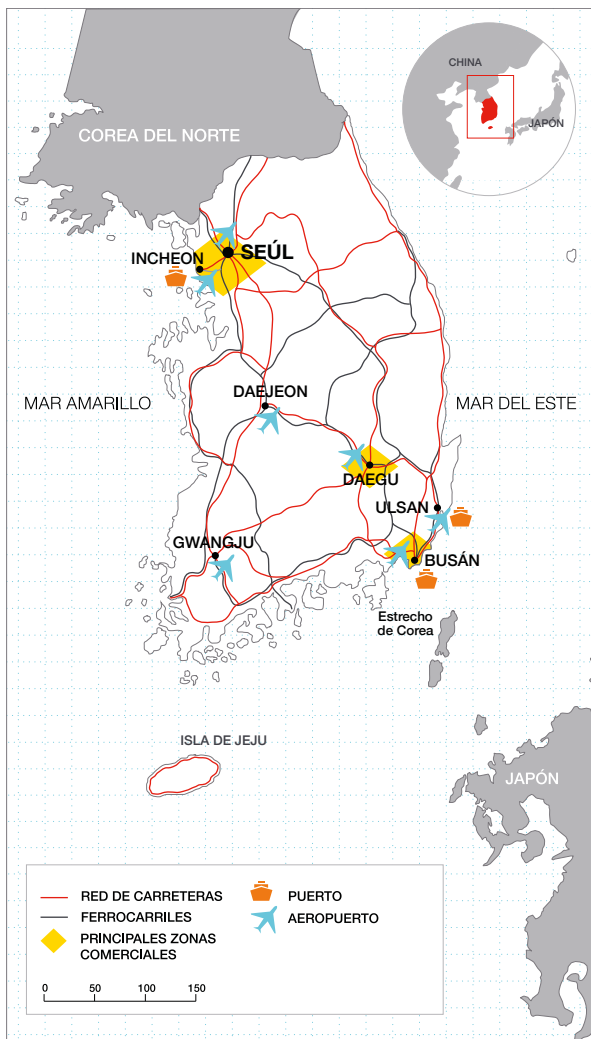 CHINA
JAPÓN
COREA DEL NORTE
SEÚL
INCHEON
DAEJEON
MAR AMARILLO
MAR DEL ESTE
DAEGU
ULSAN
GWANGJU
BUSÁN
Estrecho
de Corea
ISLA DE JEJU
JAPÓN
RED DE CARRETERAS
FERROCARRILES
PRINCIPALES ZONAS
COMERCIALES
PUERTO
AEROPUERTO
0 50 100 150